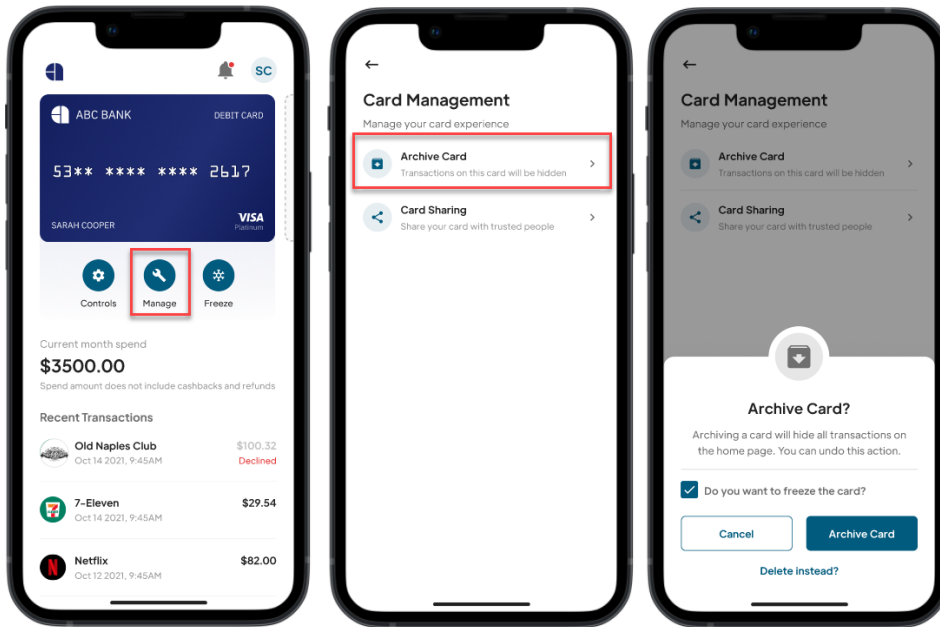 SC
ABC BANK
DEBIT CARD
53** **** **** 2617
SARAH COOPER
VISA
Platinum
Controls
Manage
Freeze
Current month spend
$3500.00
Spend amount does not include cashbacks and refunds
Recent Transactions
Old Naples Club
$100.32
Oct 14 2021, 9:45AM
Declined
7-Eleven
$29.54
Oct 14 2021, 9:45AM
Netflix
$82.00
Oct 12 2021, 9:45AM
Card Management
Manage your card experience
Archive Card
Transactions on this card will be hidden
Card Sharing
Share your card with trusted people
Card Management
Manage your card experience
Archive Card
Transactions on this card will be hidden
Card Sharing
Share your card with trusted people
Archive Card?
Archiving a card will hide all transactions on
the home page. You can undo this action.
Do you want to freeze the card?
Cancel
Archive Card
Delete instead?